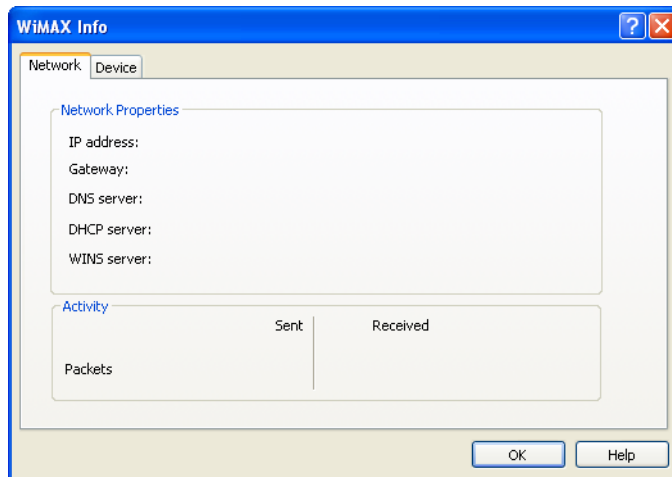 WiMAX Info
Network Device
Network Properties
IP address:
Gateway:
DNS server:
DHCP server:
WINS server:
Activity
Sent Received
Packets
OK Help